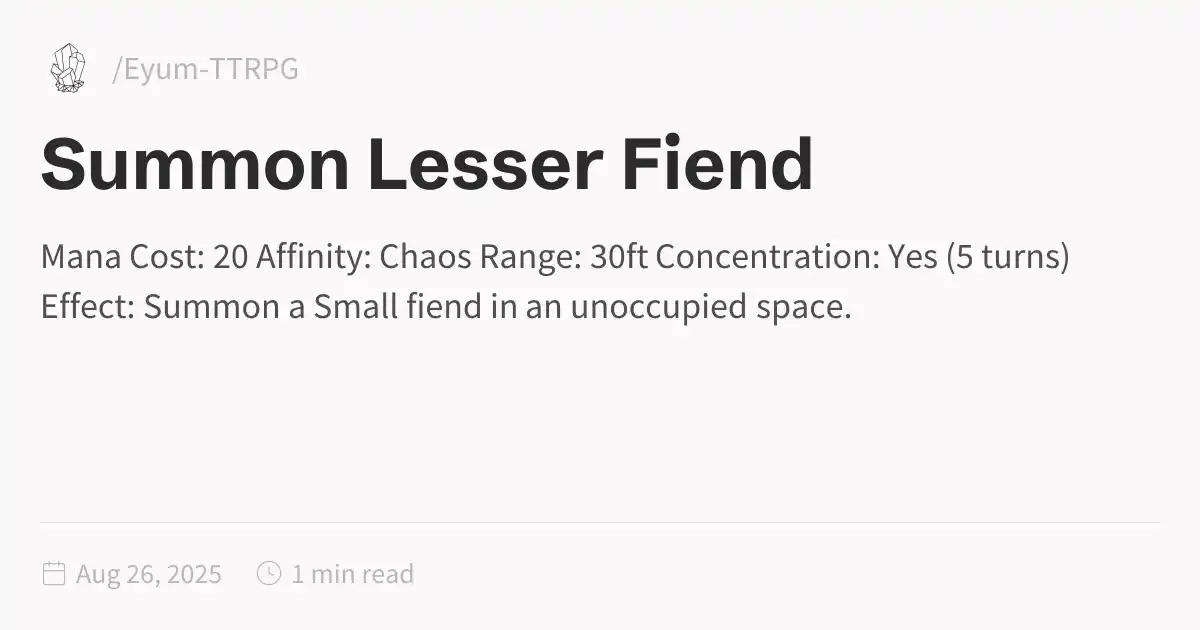 /Eyum-TTRPG
Summon Lesser Fiend
Mana Cost: 20 Affinity: Chaos Range: 30ft Concentration: Yes (5 turns)
Effect: Summon a Small fiend in an unoccupied space.
Aug 26, 2025 1 min read